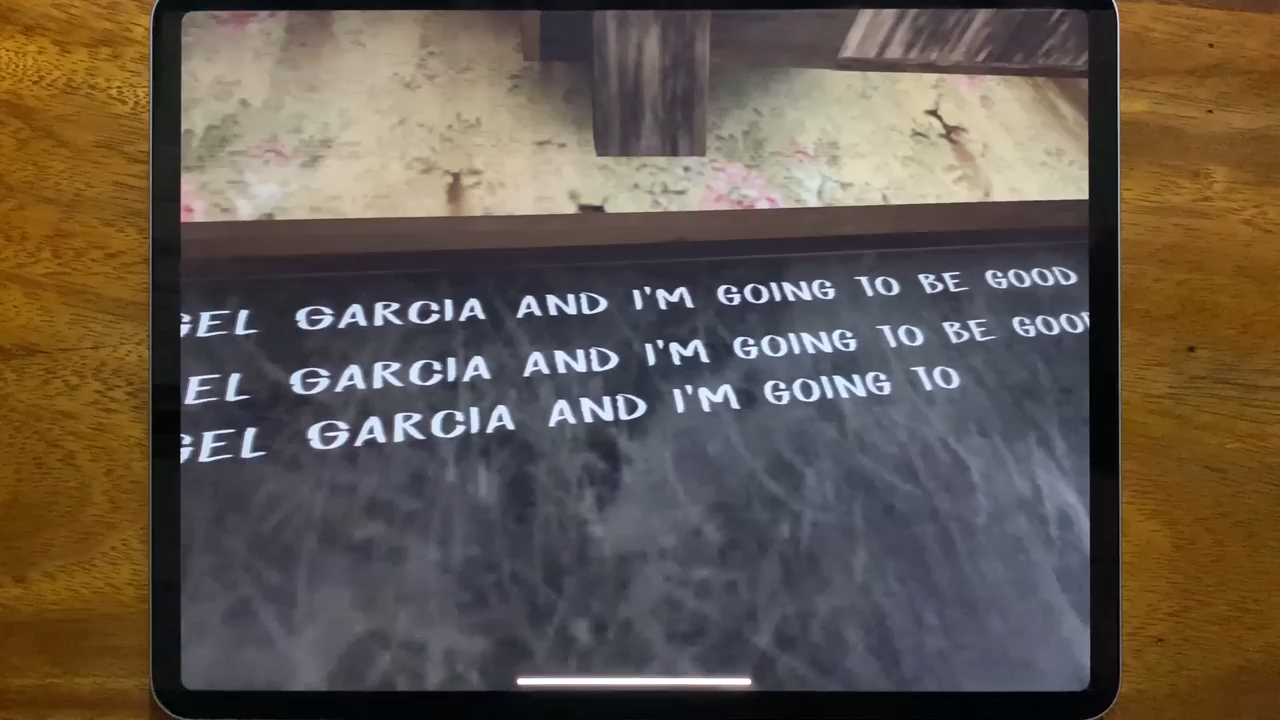 GEL GARCIA AND I'M GOING TO BE GOOD
EL GARCIA AND I'M GOING TO BE GOO
GEL GARCIA AND I'M GOING TO